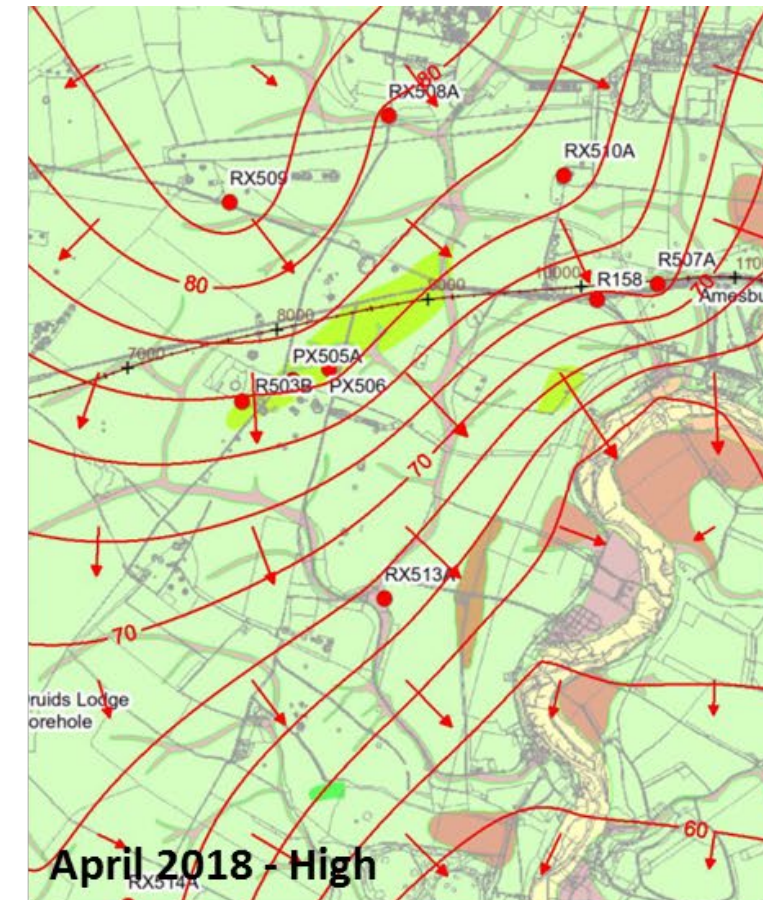 80
RX508A
RX510A
RX509
R507A
1100
80
10000
R158
70
9000
Amesbu
8000
PX505A
7000
R503B PX506
70
RX513A
70
ruids Lodge
orehole
60
April 2018 - High
RX514A